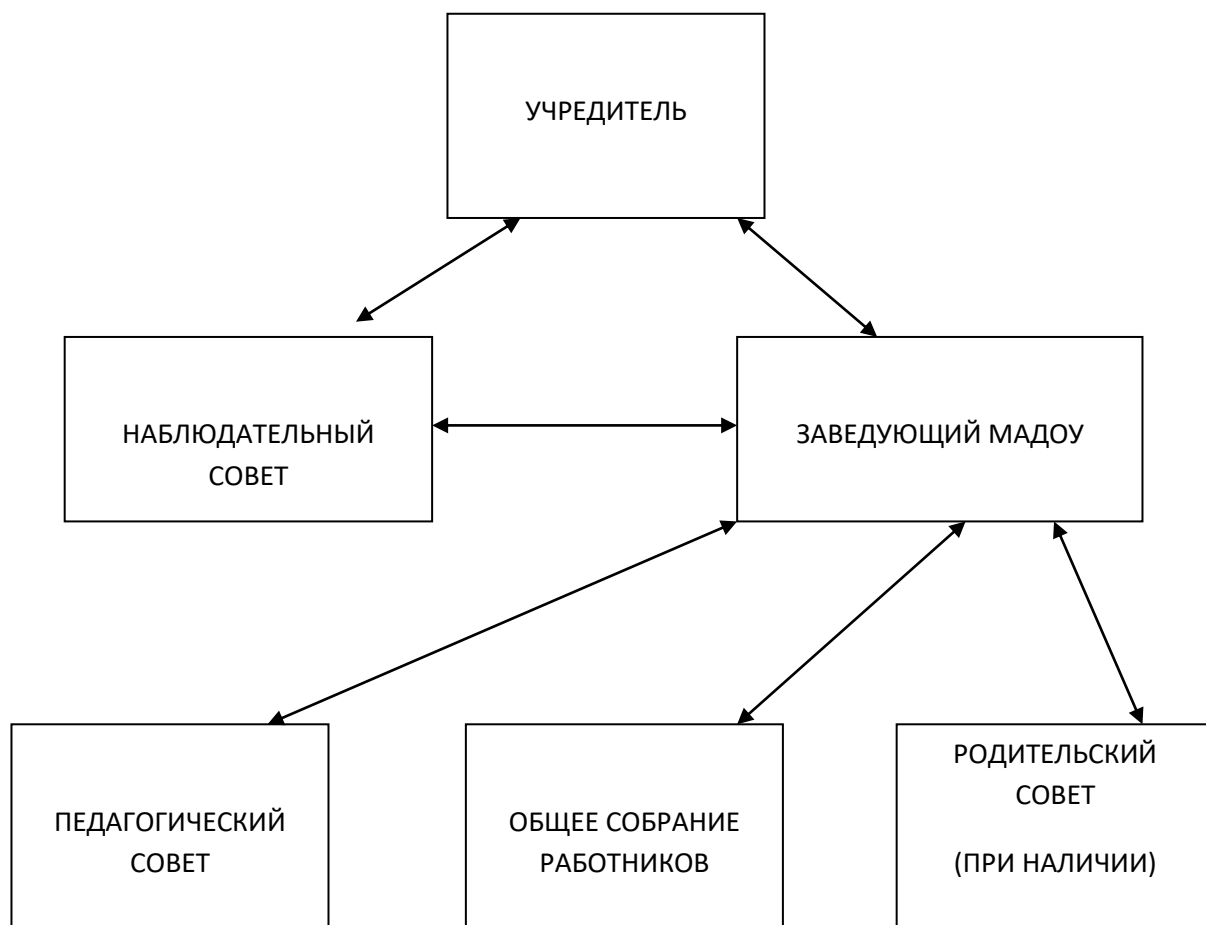 УЧРЕДИТЕЛЬ
НАБЛЮДАТЕЛЬНЫЙ
СОВЕТ
ЗАВЕДУЮЩИЙ МАДОУ
ПЕДАГОГИЧЕСКИЙ
СОВЕТ
ОБЩЕЕ СОБРАНИЕ
РАБОТНИКОВ
РОДИТЕЛЬСКИЙ
СОВЕТ
(ПРИ НАЛИЧИИ)